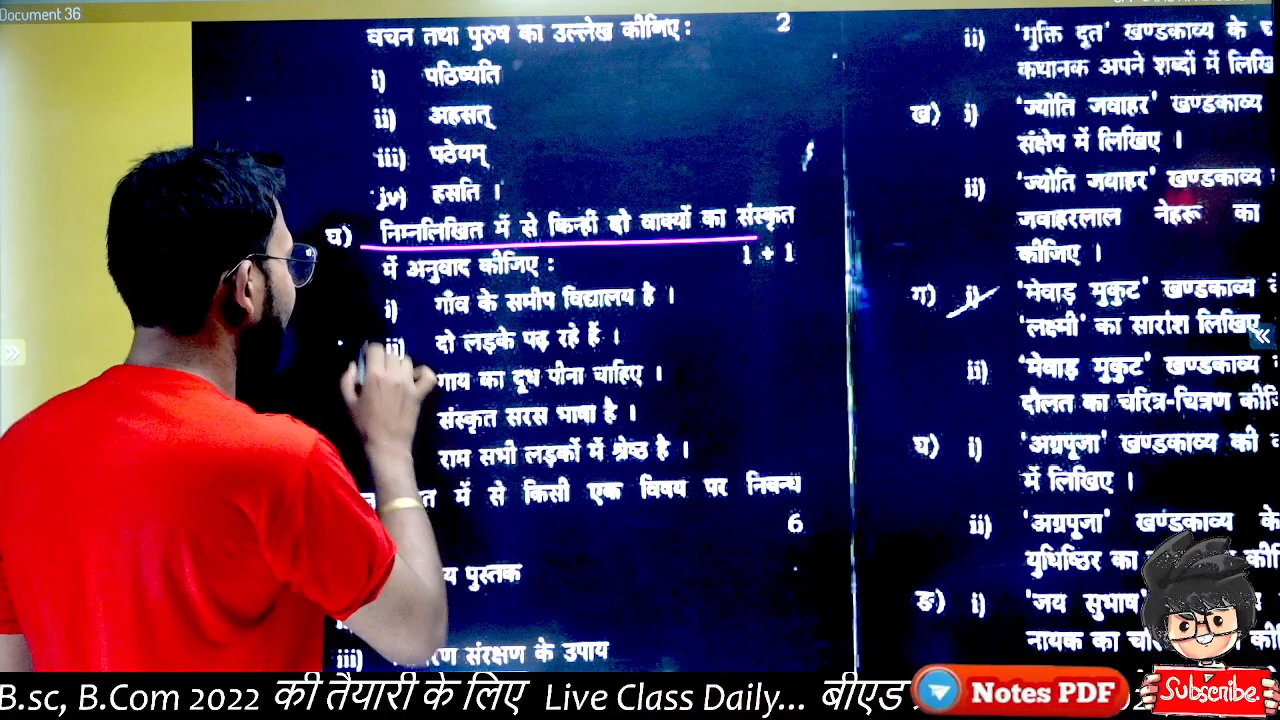 Document 36
वचन तथा पुरुष का उल्लेख कीजिए : 2
i) पठिष्यति
ii) अहसत्
iii) पठेयम्
iv) हसति ।
घ) निम्नलिखित में से किन्हीं दो वाक्यों का संस्कृत
में अनुवाद कीजिए : 1 + 1
i) गाँव के समीप विद्यालय है ।
ii) दो लड़के पढ़ रहे हैं ।
गाय का दूध पीना चाहिए ।
संस्कृत सरस भाषा है ।
राम सभी लड़कों में श्रेष्ठ है ।
में से किसी एक विषय पर निबन्ध
6
पुस्तक
iii) संरक्षण के उपाय
ii) 'मुक्ति दूत' खण्डकाव्य के
कथानक अपने शब्दों में
ख) i) 'ज्योति जवाहर' खण्डकाव्य
संक्षेप में लिखिए ।
ii) 'ज्योति जवाहर' खण्डकाव्य
जवाहरलाल नेहरू का
कीजिए ।
ग) i) 'मेवाड़ मुकुट' खण्डकाव्य
'लक्ष्मी' का सारांश लिखिए
ii) 'मेवाड़ मुकुट' खण्डकाव्य
दौलत का चरित्र-चित्रण
घ) i) 'अग्रपूजा' खण्डकाव्य की
में लिखिए ।
ii) 'अग्रपूजा' खण्डकाव्य के
युधिष्ठिर का
ङ) i) 'जय सुभाष'
नायक का
B.sc, B.Com 2022 की तैयारी के लिए Live Class Daily... बीएड
Notes PDF
Subscribe